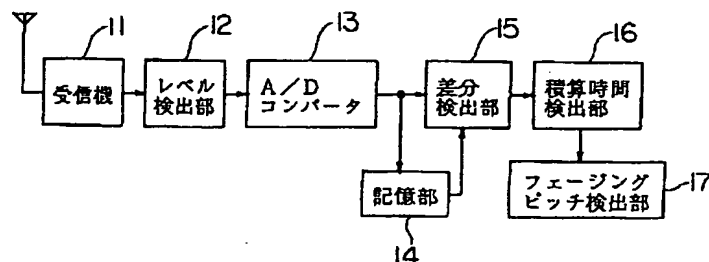 11
12
13
15
16
受信機
レベル
検出部
A/D
コンバータ
差分
検出部
積算時間
検出部
記憶部
14
フェージング
ピッチ検出部
17